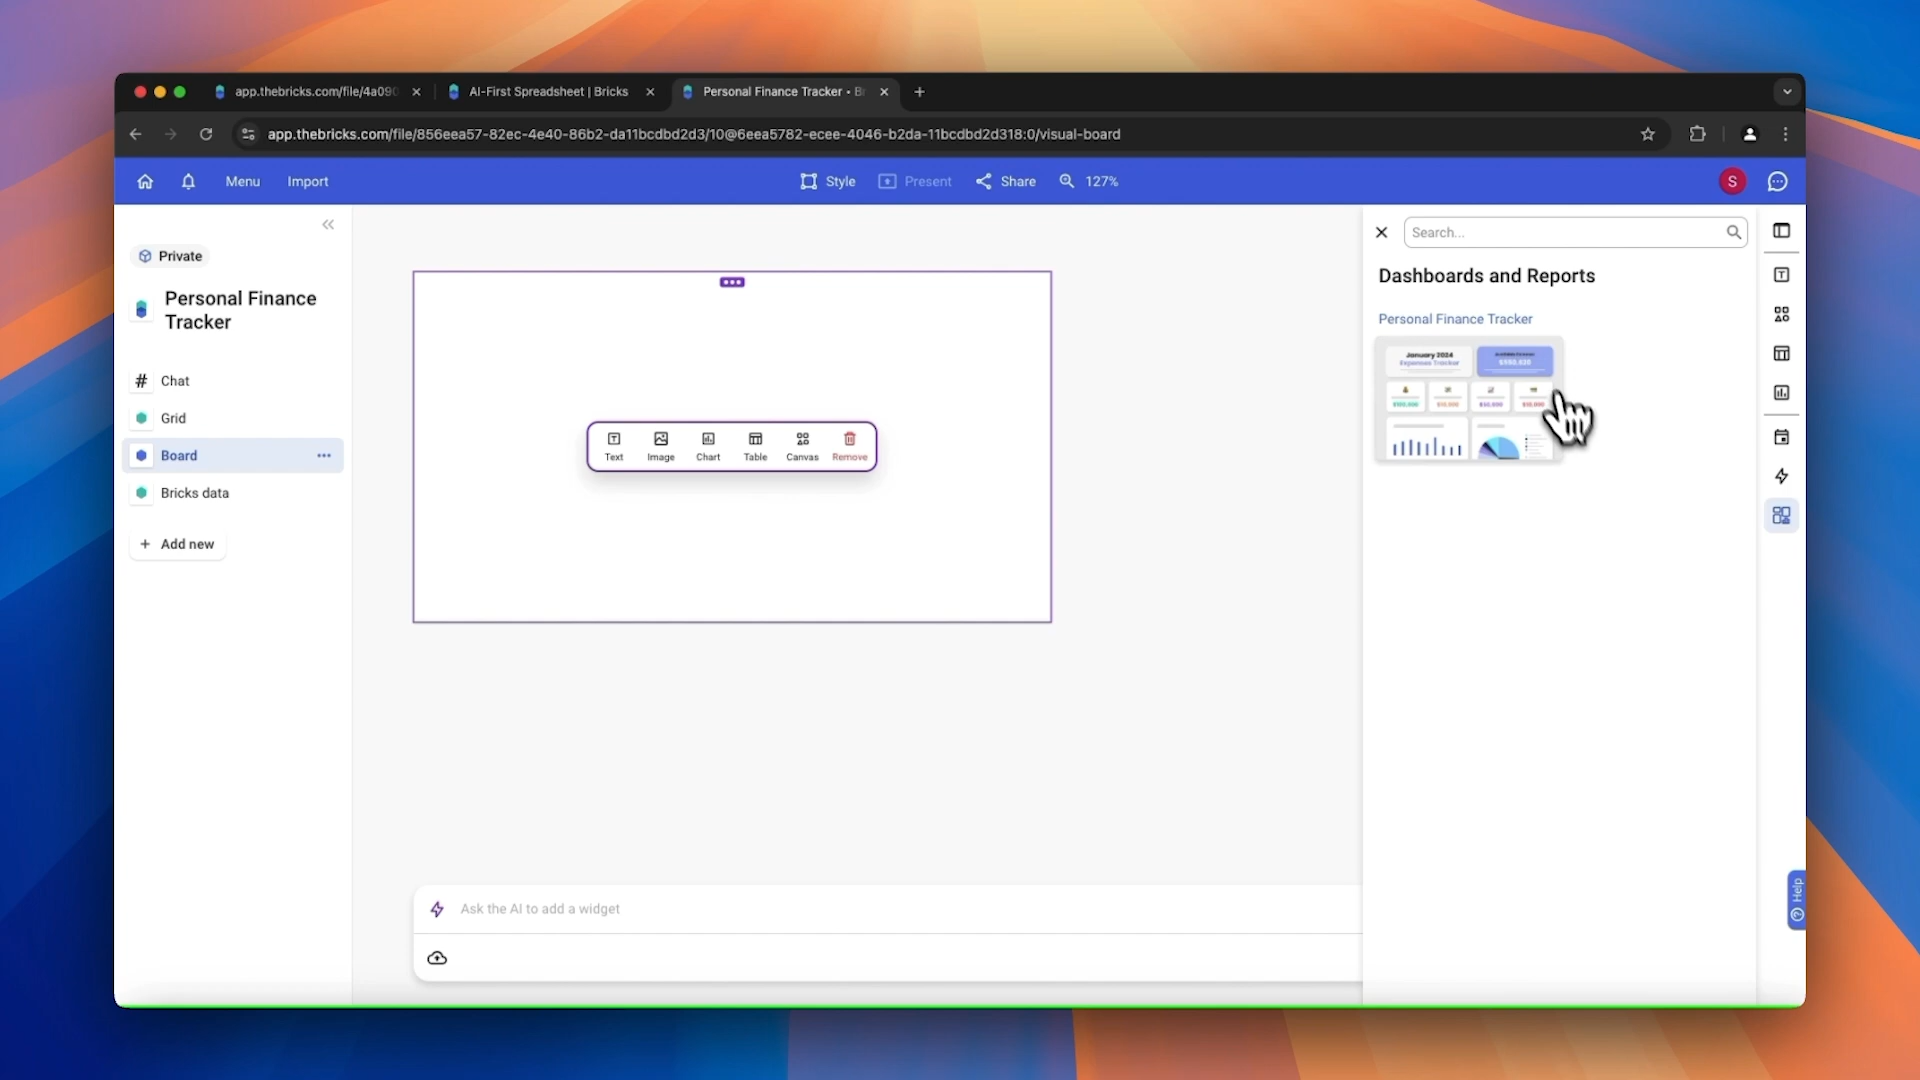 app.thebricks.com/file/4a090
AI-First Spreadsheet | Bricks
Personal Finance Tracker • B
app.thebricks.com/file/856eea57-82ec-4e40-86b2-da11bcdbd2d3/10@6eea5782-ecee-4046-b2da-11bcdbd2d318:0/visual-board
Menu
Import
Style
Present
Share
127%
S
Private
Personal Finance
Tracker
Chat
Grid
Board
Bricks data
+ Add new
Text
Image
Chart
Table
Canvas
Remove
Ask the AI to add a widget
Search...
Dashboards and Reports
Personal Finance Tracker
January 2024
Expenses Tracker
Help